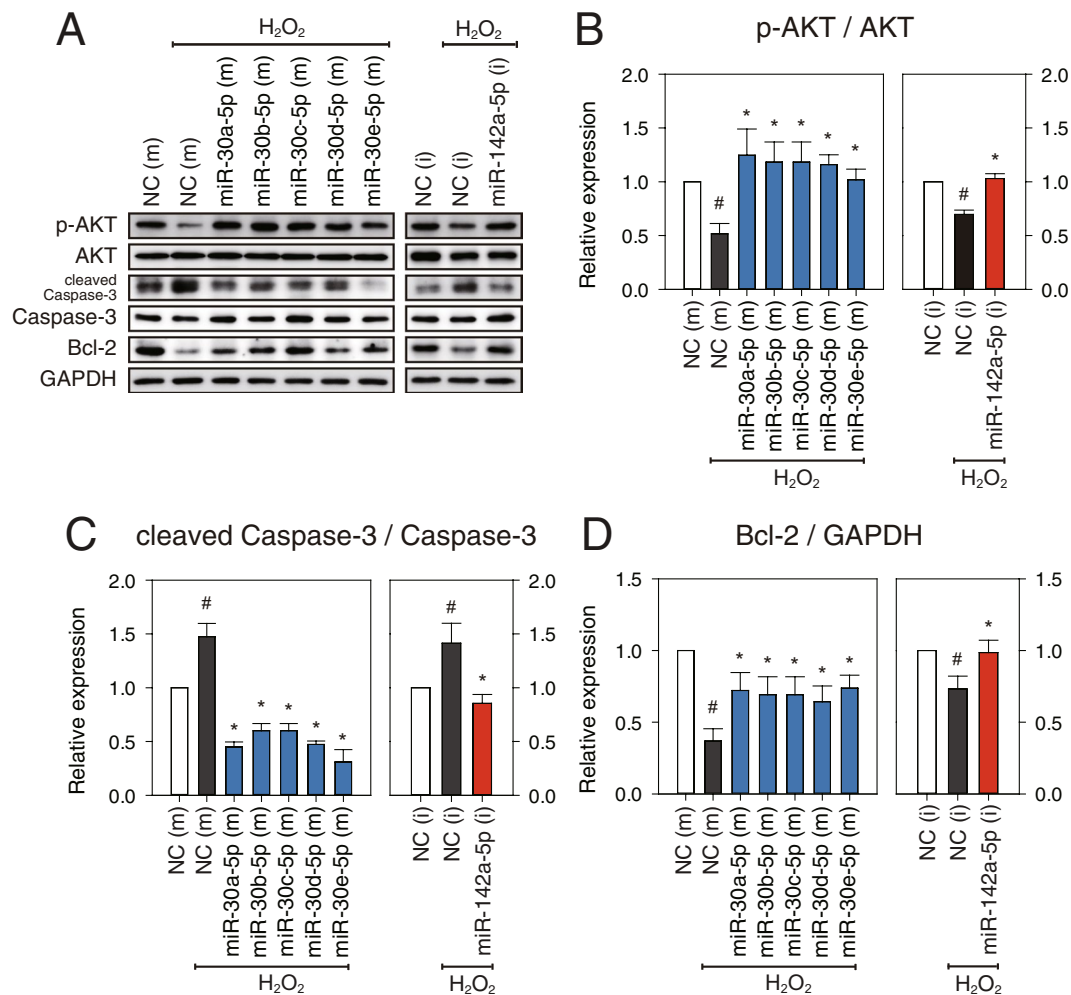 A
H₂O₂
H₂O₂
NC (m)
NC (m)
miR-30a-5p (m)
miR-30b-5p (m)
miR-30c-5p (m)
miR-30d-5p (m)
miR-30e-5p (m)
NC (i)
NC (i)
miR-142a-5p (i)
p-AKT
AKT
cleaved
Caspase-3
Caspase-3
Bcl-2
GAPDH
B
p-AKT / AKT
Relative expression
2.0
1.5
1.0
0.5
0.0
#
*
*
*
*
*
#
*
2.0
1.5
1.0
0.5
0.0
NC (m)
NC (m)
miR-30a-5p (m)
miR-30b-5p (m)
miR-30c-5p (m)
miR-30d-5p (m)
miR-30e-5p (m)
NC (i)
NC (i)
miR-142a-5p (i)
H₂O₂
H₂O₂
C
cleaved Caspase-3 / Caspase-3
Relative expression
2.0
1.5
1.0
0.5
0.0
#
*
*
*
*
*
#
*
2.0
1.5
1.0
0.5
0.0
NC (m)
NC (m)
miR-30a-5p (m)
miR-30b-5p (m)
miR-30c-5p (m)
miR-30d-5p (m)
miR-30e-5p (m)
NC (i)
NC (i)
miR-142a-5p (i)
H₂O₂
H₂O₂
D
Bcl-2 / GAPDH
Relative expression
1.5
1.0
0.5
0.0
#
*
*
*
*
*
#
*
1.5
1.0
0.5
0.0
NC (m)
NC (m)
miR-30a-5p (m)
miR-30b-5p (m)
miR-30c-5p (m)
miR-30d-5p (m)
miR-30e-5p (m)
NC (i)
NC (i)
miR-142a-5p (i)
H₂O₂
H₂O₂